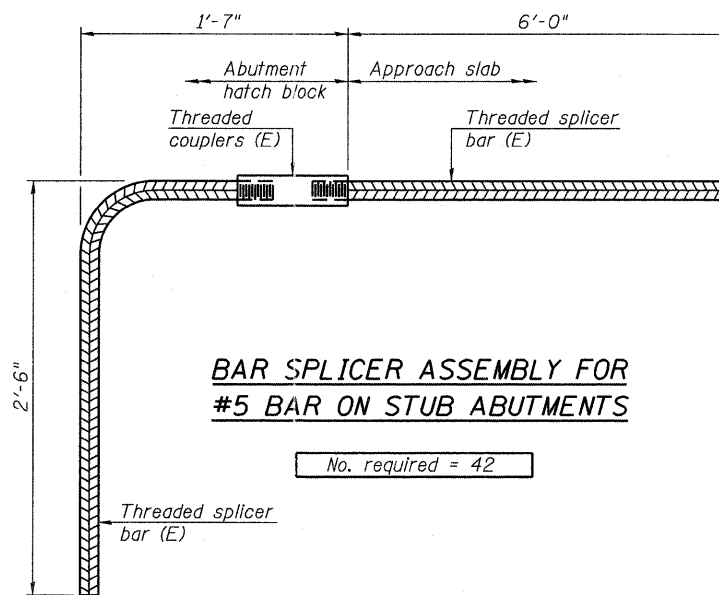 1'-7"
6'-0"
Abutment
hatch block
Approach slab
Threaded
couplers (E)
Threaded splicer
bar (E)
2'-6"
BAR SPLICER ASSEMBLY FOR
#5 BAR ON STUB ABUTMENTS
No. required = 42
Threaded splicer
bar (E)